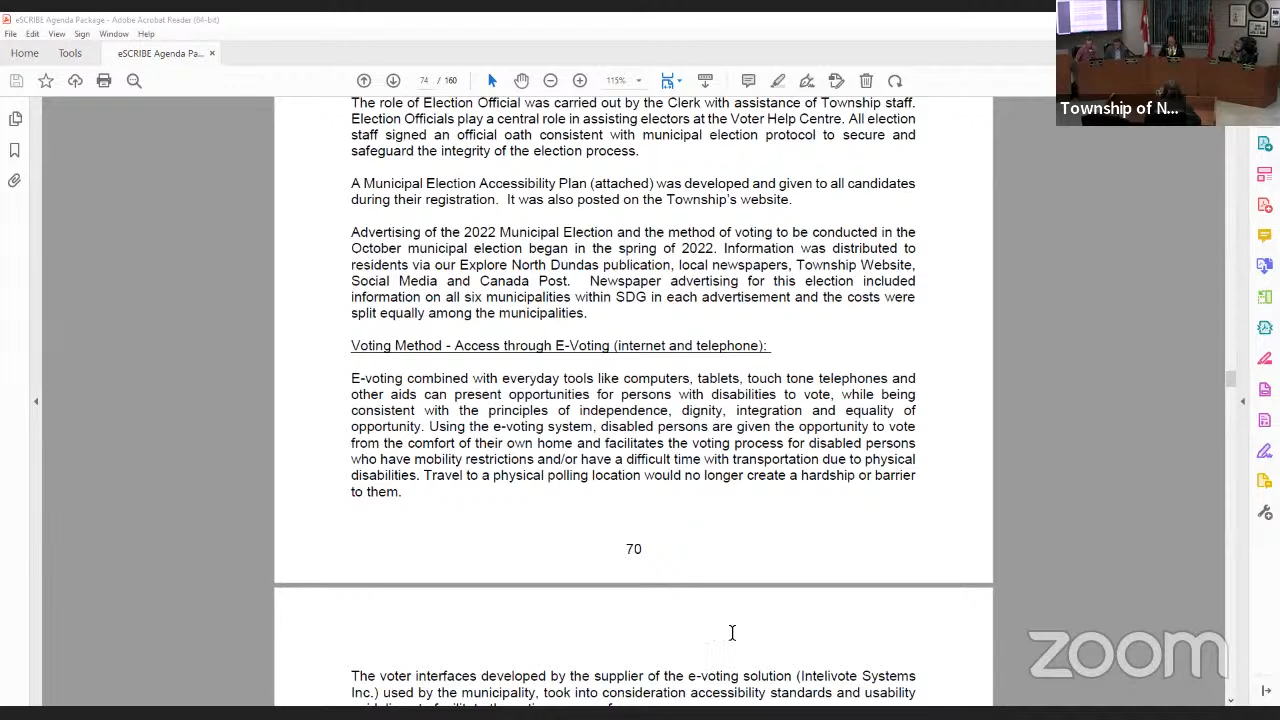 eSCRIBE Agenda Package - Adobe Acrobat Reader (64-bit)
File Edit View Sign Window Help
Home Tools eSCRIBE Agenda Pa... ×
74 / 160 115%
Township of N...
The role of Election Official was carried out by the Clerk with assistance of Township staff.
Election Officials play a central role in assisting electors at the Voter Help Centre. All election
staff signed an official oath consistent with municipal election protocol to secure and
safeguard the integrity of the election process.
A Municipal Election Accessibility Plan (attached) was developed and given to all candidates
during their registration. It was also posted on the Township's website.
Advertising of the 2022 Municipal Election and the method of voting to be conducted in the
October municipal election began in the spring of 2022. Information was distributed to
residents via our Explore North Dundas publication, local newspapers, Township Website,
Social Media and Canada Post. Newspaper advertising for this election included
information on all six municipalities within SDG in each advertisement and the costs were
split equally among the municipalities.
Voting Method - Access through E-Voting (internet and telephone):
E-voting combined with everyday tools like computers, tablets, touch tone telephones and
other aids can present opportunities for persons with disabilities to vote, while being
consistent with the principles of independence, dignity, integration and equality of
opportunity. Using the e-voting system, disabled persons are given the opportunity to vote
from the comfort of their own home and facilitates the voting process for disabled persons
who have mobility restrictions and/or have a difficult time with transportation due to physical
disabilities. Travel to a physical polling location would no longer create a hardship or barrier
to them.
70
zoom
The voter interfaces developed by the supplier of the e-voting solution (Intelivote Systems
Inc.) used by the municipality, took into consideration accessibility standards and usability